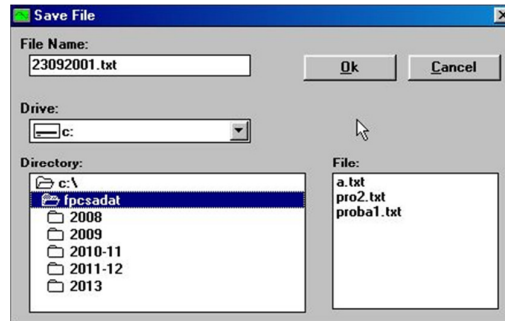 Save File
File Name:
23092001.txt
Ok
Cancel
Drive:
c:
Directory:
File:
c:\
fpcsadat
2008
2009
2010-11
2011-12
2013
a.txt
pro2.txt
proba1.txt